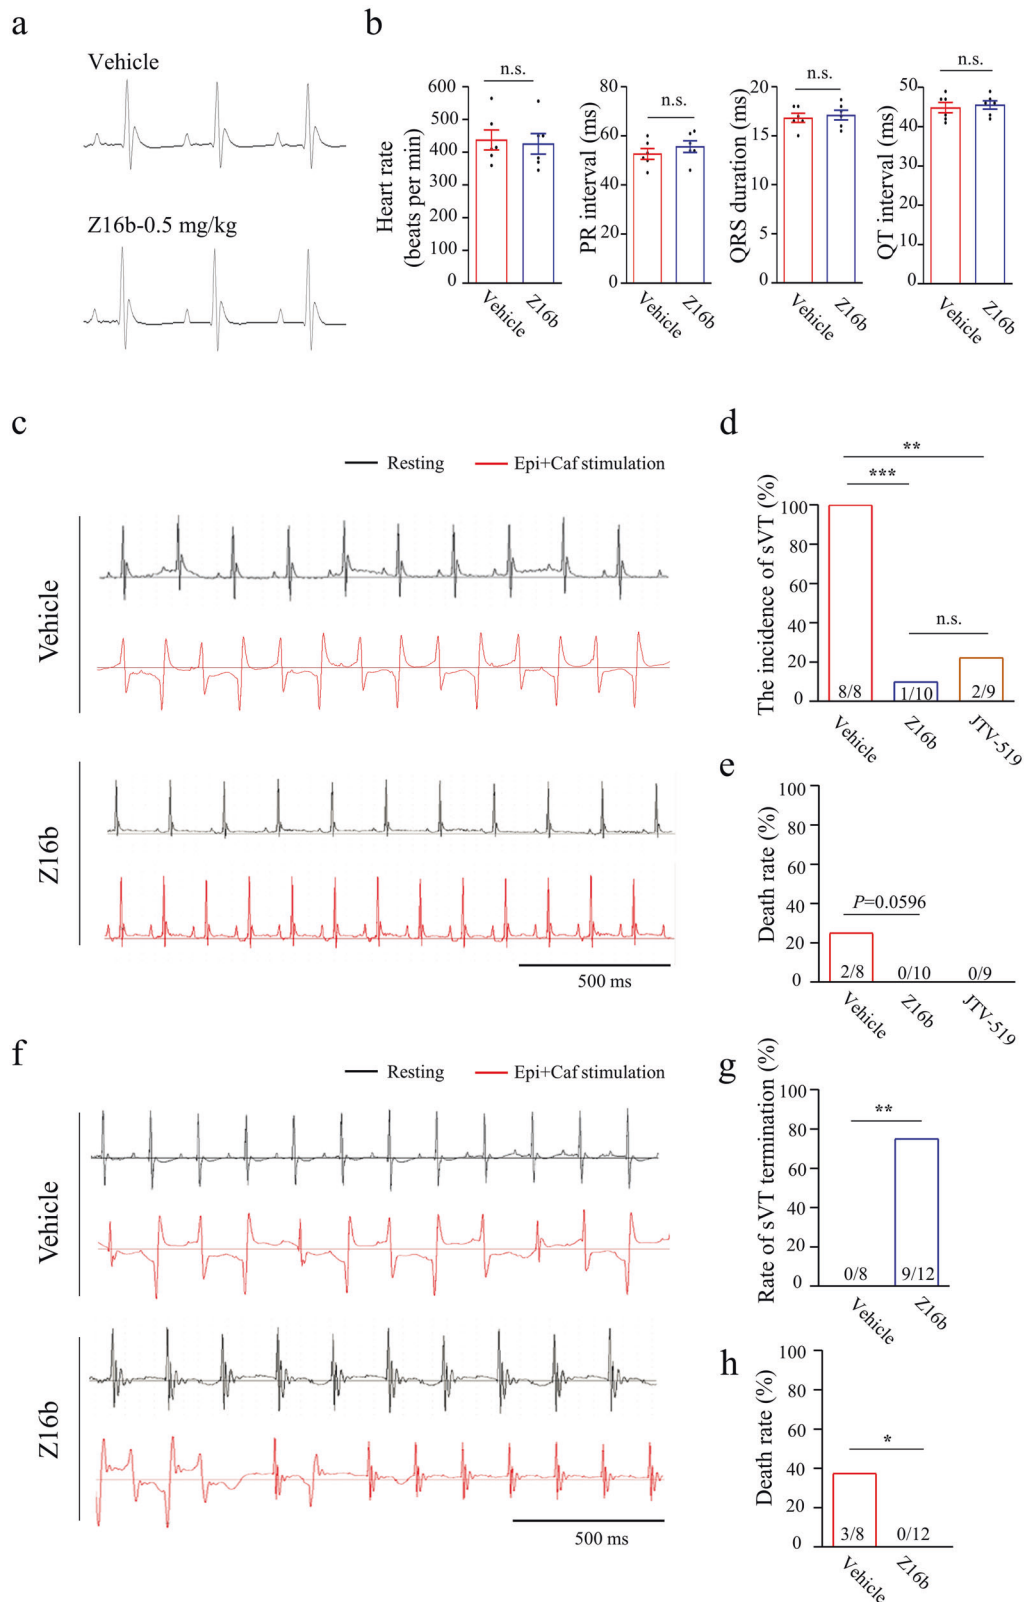 a
Vehicle
Z16b-0.5 mg/kg
b
Heart rate
(beats per min)
600
500
400
300
200
100
0
n.s.
Vehicle
Z16b
PR interval (ms)
80
60
40
20
0
n.s.
Vehicle
Z16b
QRS duration (ms)
20
15
10
5
0
n.s.
Vehicle
Z16b
QT interval (ms)
50
40
30
20
10
0
n.s.
Vehicle
Z16b
c
Resting
Epi+Caf stimulation
Vehicle
Z16b
500 ms
d
The incidence of sVT (%)
100
80
60
40
20
0
**
***
n.s.
8/8
1/10
2/9
Vehicle
Z16b
JTV-519
e
Death rate (%)
100
80
60
40
20
0
P=0.0596
2/8
0/10
0/9
Vehicle
Z16b
JTV-519
f
Resting
Epi+Caf stimulation
Vehicle
Z16b
500 ms
g
Rate of sVT termination (%)
100
80
60
40
20
0
**
0/8
9/12
Vehicle
Z16b
h
Death rate (%)
100
80
60
40
20
0
*
3/8
0/12
Vehicle
Z16b